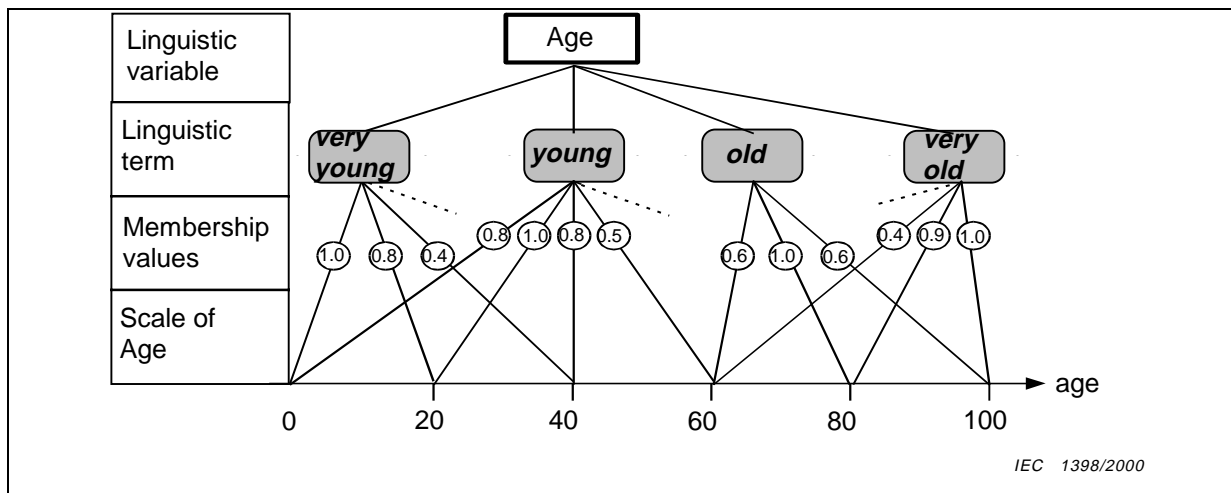 Linguistic
variable
Age
Linguistic
term
very
young
young
old
very
old
Membership
values
1.0 0.8 0.4 0.8 1.0 0.8 0.5 0.6 1.0 0.6 0.4 0.9 1.0
Scale of
Age
age
0 20 40 60 80 100
IEC 1398/2000